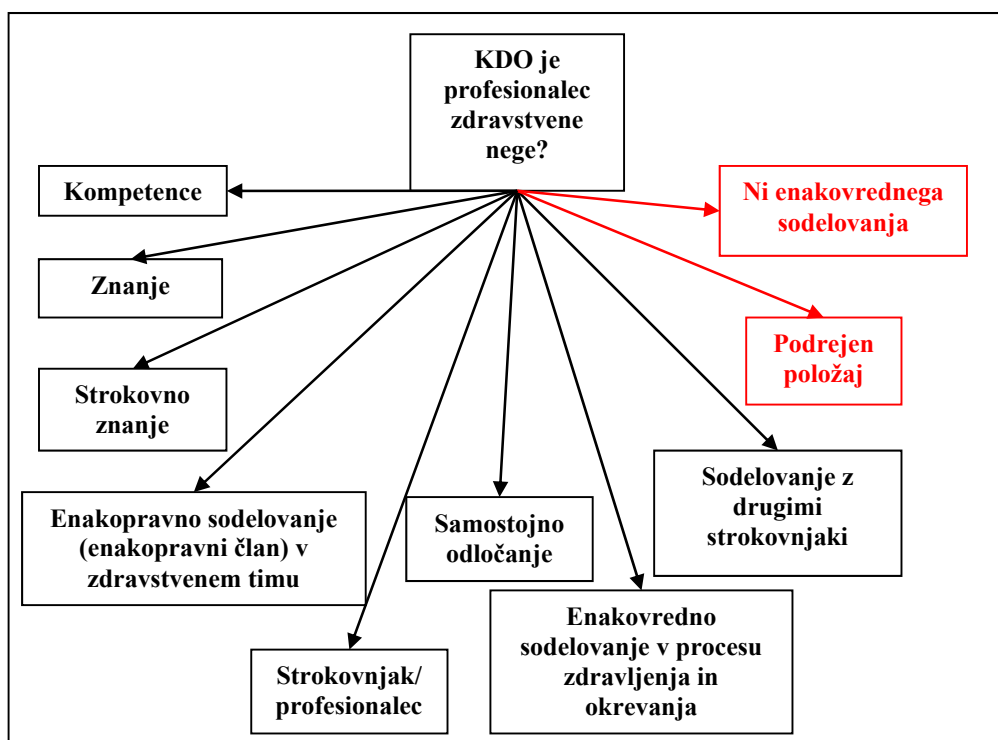 KDO je
profesionalec
zdravstvene
nege?
Kompetence
Ni enakovrednega
sodelovanja
Znanje
Podrejen
položaj
Strokovno
znanje
Sodelovanje z
drugimi
strokovnjaki
Enakopravno sodelovanje
(enakopravni član) v
zdravstvenem timu
Samostojno
odločanje
Enakovredno
sodelovanje v procesu
zdravljenja in
okrevanja
Strokovnjak/
profesionalec